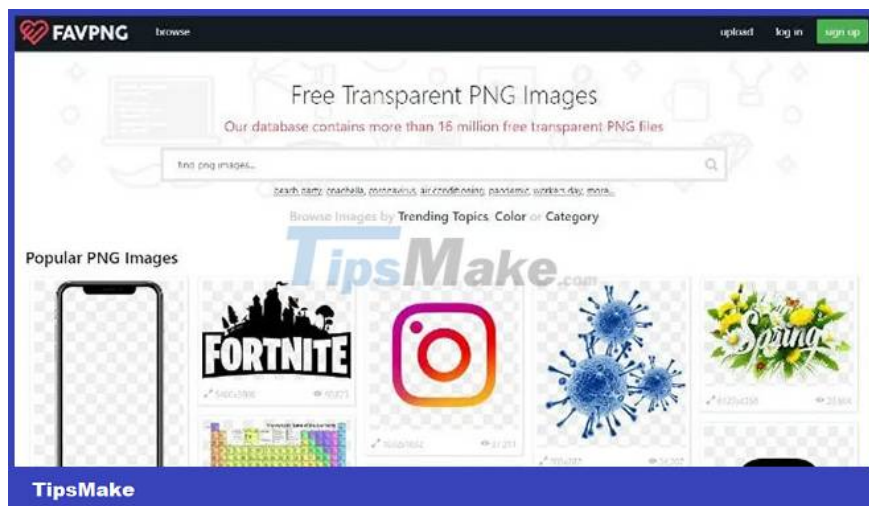 FAVPNG browse upload log in sign up
Free Transparent PNG Images
Our database contains more than 16 million free transparent PNG files
find png images...
beach party, coachella, coronavirus, air conditioning, pandemic, workers day, more...
Browse Images by Trending Topics, Color or Category
TipsMake.com
Popular PNG Images
FORTNITE
Spring
TipsMake